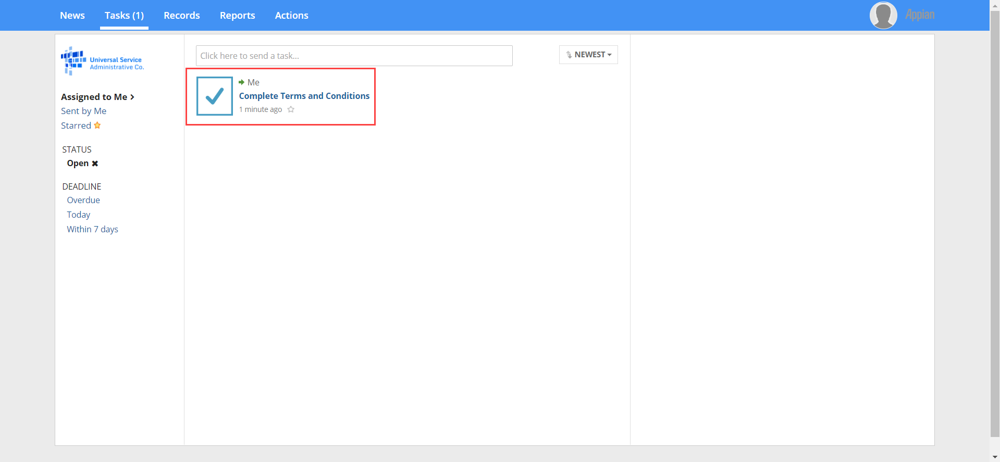 News
Tasks (1)
Records
Reports
Actions
Appian
Universal Service
Administrative Co.
Assigned to Me
Sent by Me
Starred
STATUS
Open
DEADLINE
Overdue
Today
Within 7 days
Click here to send a task...
NEWEST
Me
Complete Terms and Conditions
1 minute ago